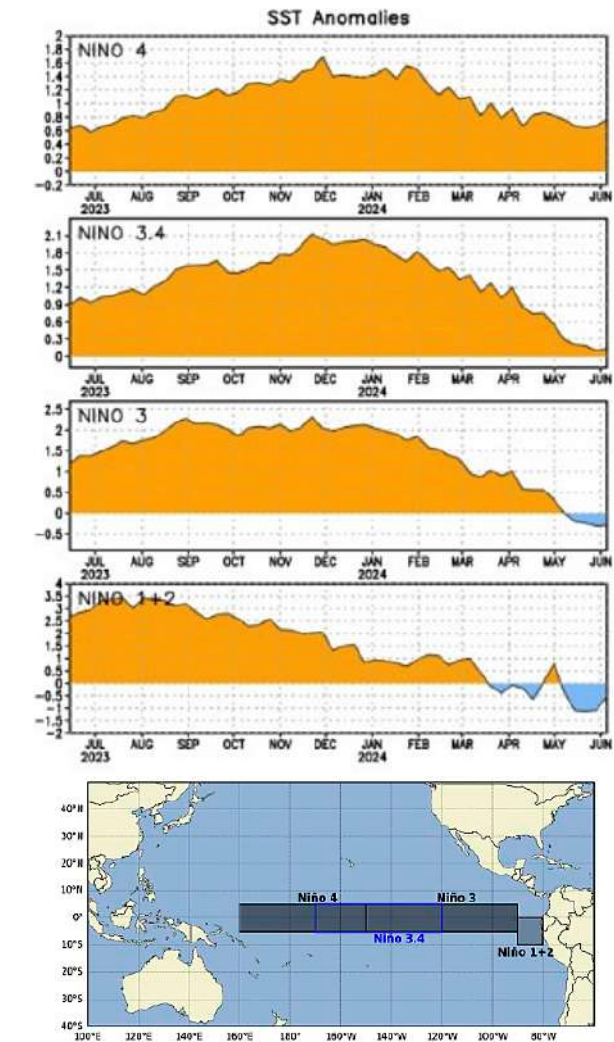 SST Anomalies
NINO 4
2
1.8
1.6
1.4
1.2
1
0.8
0.6
0.4
0.2
0
-0.2
JUL AUG SEP OCT NOV DEC JAN FEB MAR APR MAY JUN
2023 2024
NINO 3.4
2.1
1.8
1.5
1.2
0.9
0.6
0.3
0
JUL AUG SEP OCT NOV DEC JAN FEB MAR APR MAY JUN
2023 2024
NINO 3
2.5
2
1.5
1
0.5
0
-0.5
JUL AUG SEP OCT NOV DEC JAN FEB MAR APR MAY JUN
2023 2024
NINO 1+2
4
3.5
3
2.5
2
1.5
1
0.5
0
-0.5
-1
-1.5
-2
JUL AUG SEP OCT NOV DEC JAN FEB MAR APR MAY JUN
2023 2024
40°N
30°N
20°N
10°N
Niño 4 Niño 3
0°
Niño 3.4
10°S
Niño 1+2
20°S
30°S
40°S
100°E 120°E 140°E 160°E 180° 160°W 140°W 120°W 100°W 80°W